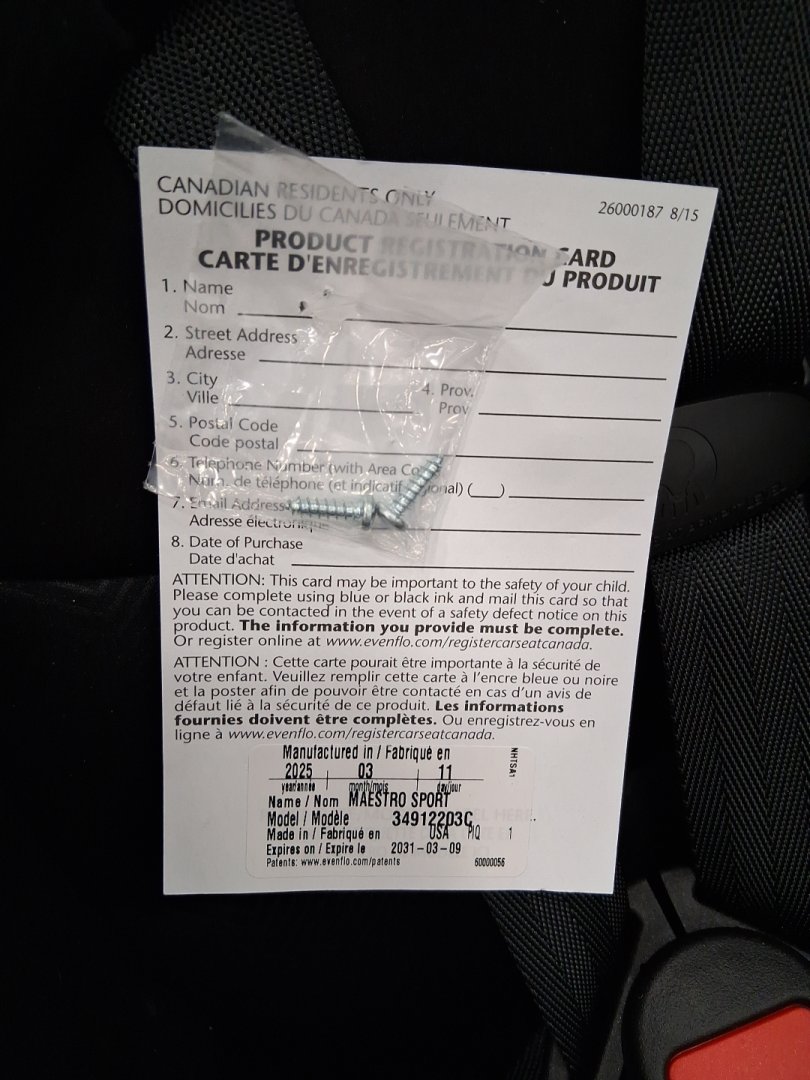 CANADIAN RESIDENTS ONLY
DOMICILIES DU CANADA SEULEMENT
26000187 8/15
PRODUCT REGISTRATION CARD
CARTE D'ENREGISTREMENT DU PRODUIT
1. Name
Nom
2. Street Address
Adresse
3. City
Ville
4. Prov.
Prov
5. Postal Code
Code postal
6. Telephone Number (with Area Co
Num. de téléphone (et indicatif onal) ( )
7. Email Address
Adresse électronique
8. Date of Purchase
Date d'achat
ATTENTION: This card may be important to the safety of your child.
Please complete using blue or black ink and mail this card so that
you can be contacted in the event of a safety defect notice on this
product. The information you provide must be complete.
Or register online at www.evenflo.com/registercarseatcanada.
ATTENTION : Cette carte pourait être importante à la sécurité de
votre enfant. Veuillez remplir cette carte à l'encre bleue ou noire
et la poster afin de pouvoir être contacté en cas d'un avis de
défaut lié à la sécurité de ce produit. Les informations
fournies doivent être complètes. Ou enregistrez-vous en
ligne à www.evenflo.com/registercarseatcanada.
Manufactured in / Fabriqué en
2025 03 11
year/année month/mois day/jour
Name / Nom MAESTRO SPORT
Model / Modèle 34912203C
Made in / Fabriqué en USA PIQ 1
Expires on / Expire le 2031-03-09
Patents: www.evenflo.com/patents 60000056
NHTSA1